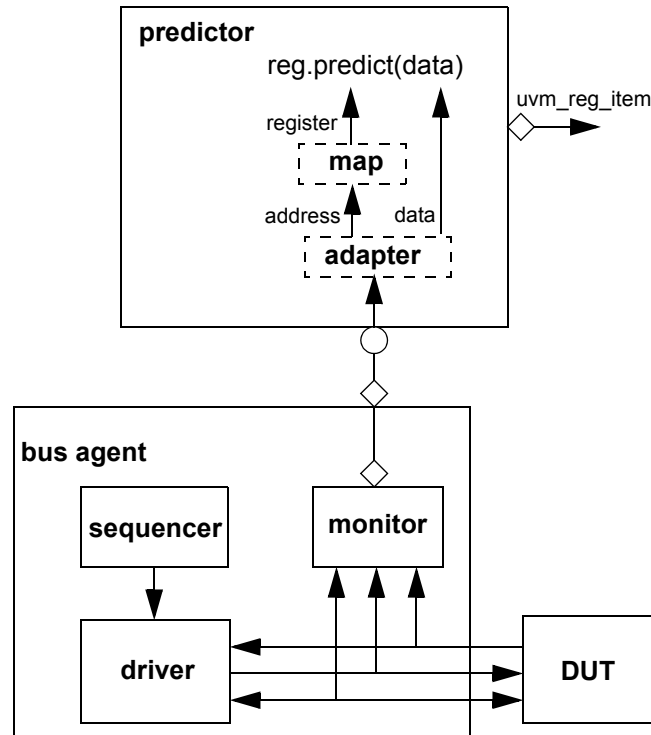 predictor
reg.predict(data)
uvm_reg_item
register
map
address
data
adapter
bus agent
sequencer
monitor
driver
DUT